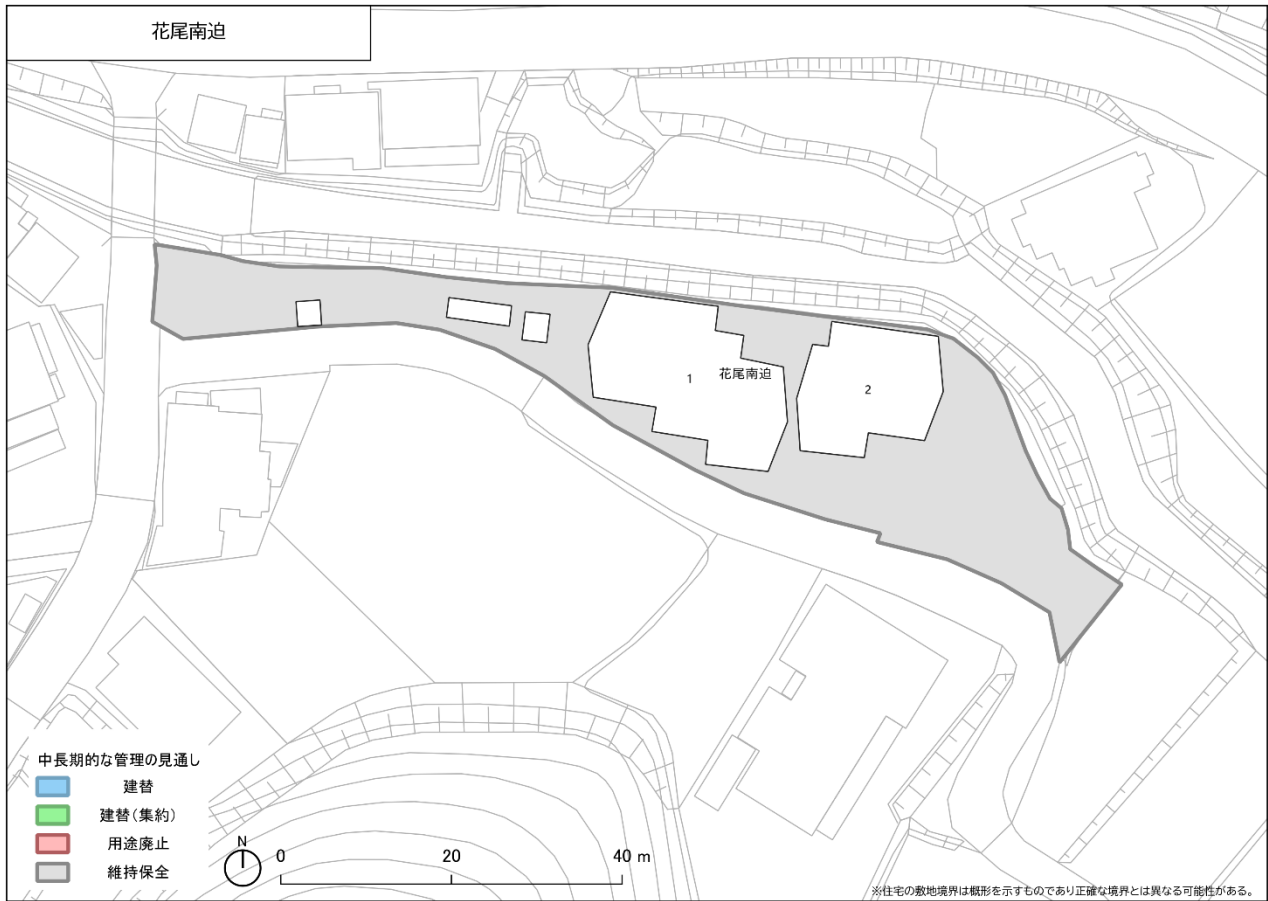 花尾南迫
花尾南迫
1
2
中長期的な管理の見通し
建替
建替(集約)
用途廃止
維持保全
N
0 20 40 m
※住宅の敷地境界は概形を示すものであり正確な境界とは異なる可能性がある。